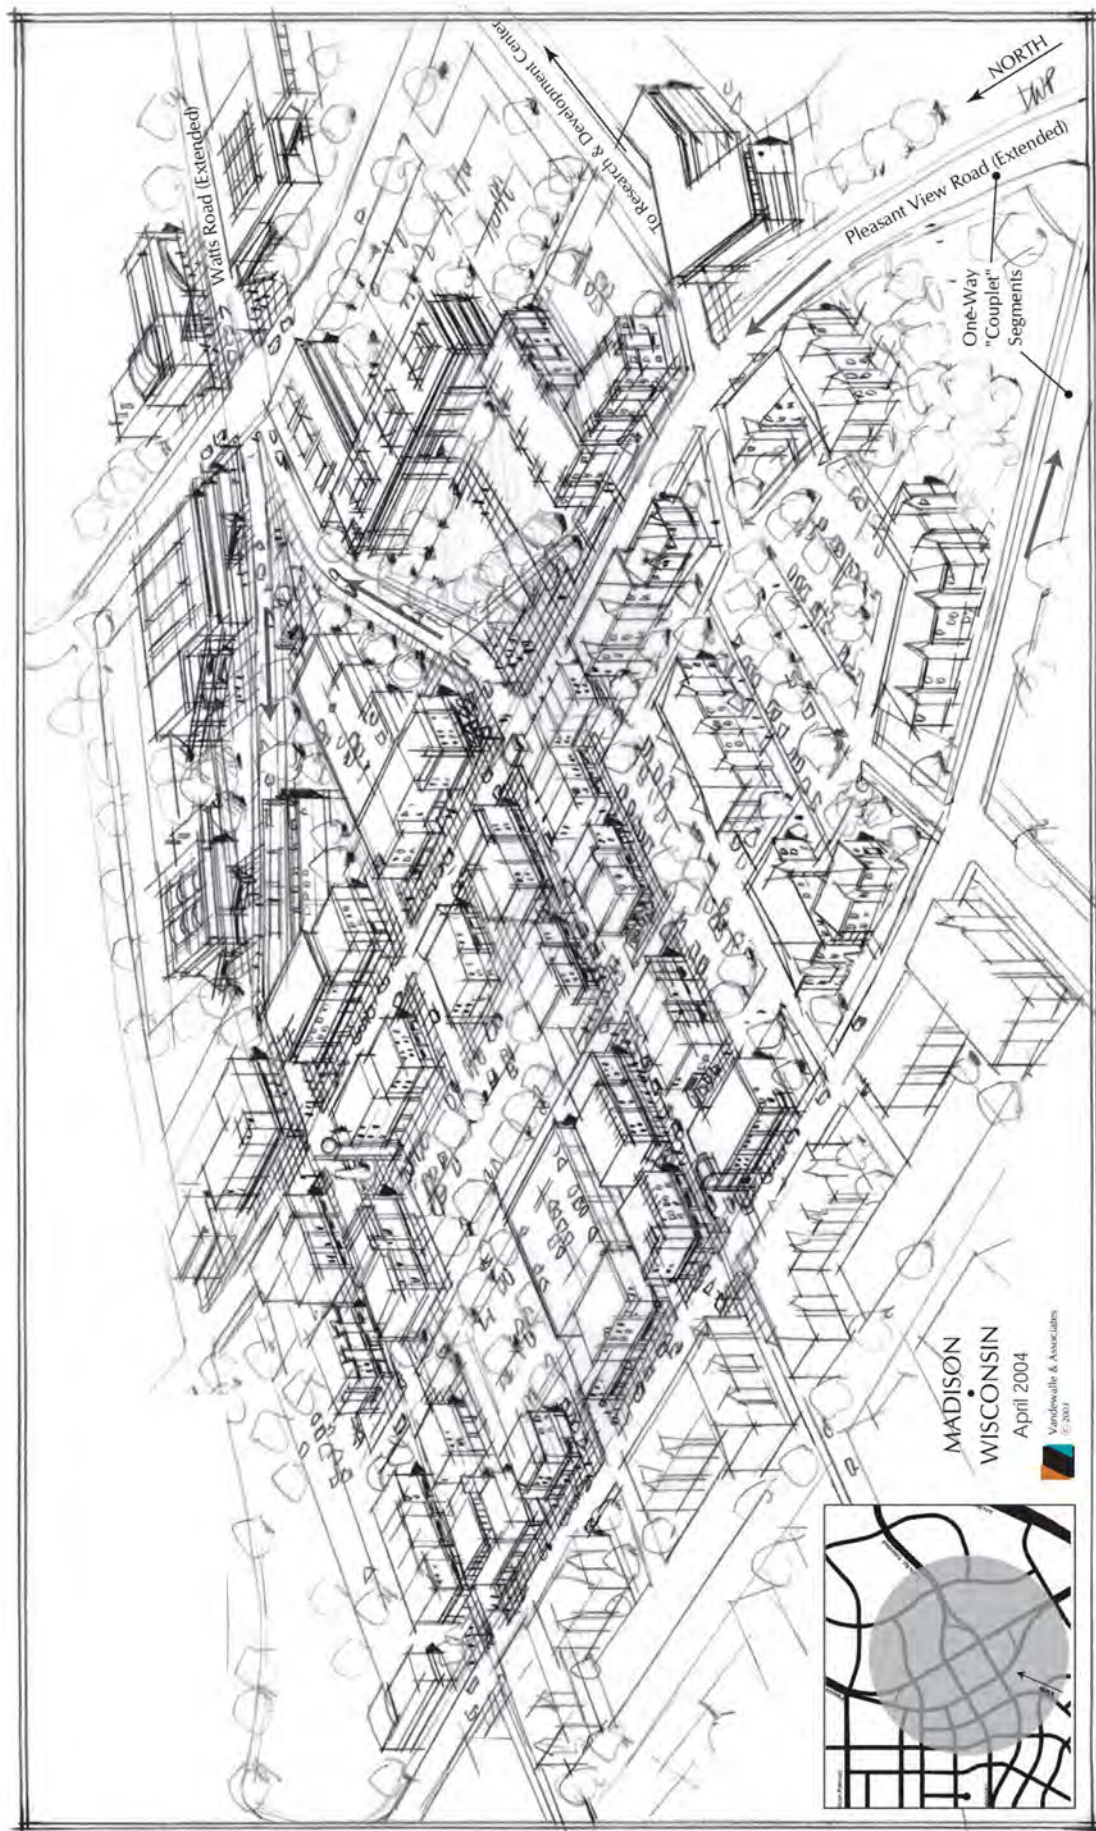 Watts Road (Extended)
To Research & Development Center
NORTH
Pleasant View Road (Extended)
One-Way
"Couplet"
Segments
MADISON
WISCONSIN
April 2004
Vandewalle & Associates
© 2003